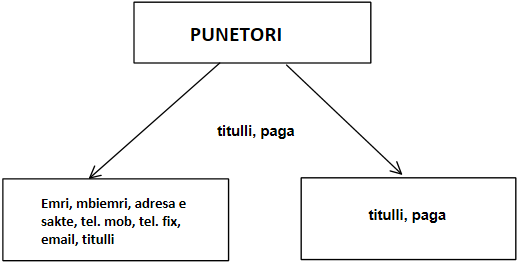 PUNETORI
titulli, paga
Emri, mbiemri, adresa e
sakte, tel. mob, tel. fix,
email, titulli
titulli, paga